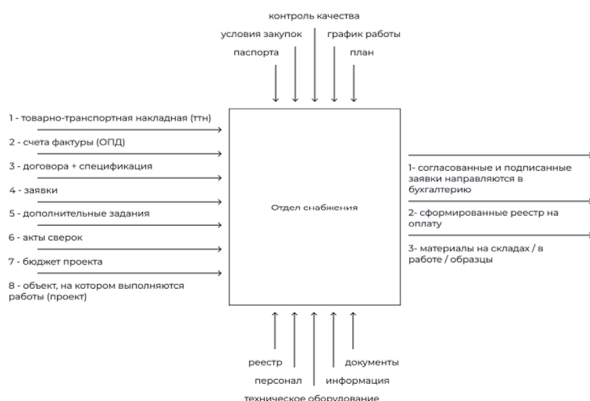 контроль качества
условия закупок
график работы
паспорта
план
1 - товарно-транспортная накладная (ттн)
2 - счета фактуры (ОПД)
3 - договора + спецификация
4 - заявки
5 - дополнительные задания
6 - акты сверок
7 - бюджет проекта
8 - объект, на котором выполняются
работы (проект)
Отдел снабжения
1- согласованные и подписанные
заявки направляются в
бухгалтерию
2- сформированные реестр на
оплату
3- материалы на складах / в
работе / образцы
реестр
документы
персонал
информация
техническое оборудование